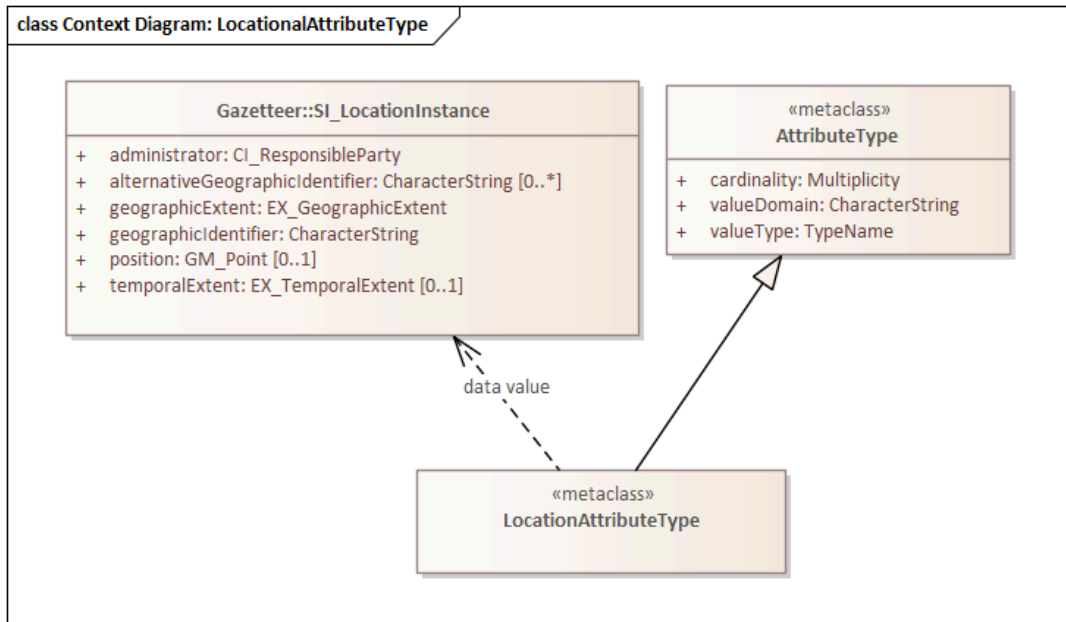 class Context Diagram: LocationalAttributeType
Gazetteer::SI_LocationInstance
+ administrator: CI_ResponsibleParty
+ alternativeGeographicIdentifier: CharacterString [0..*]
+ geographicExtent: EX_GeographicExtent
+ geographicIdentifier: CharacterString
+ position: GM_Point [0..1]
+ temporalExtent: EX_TemporalExtent [0..1]
«metaclass»
AttributeType
+ cardinality: Multiplicity
+ valueDomain: CharacterString
+ valueType: TypeName
data value
«metaclass»
LocationAttributeType